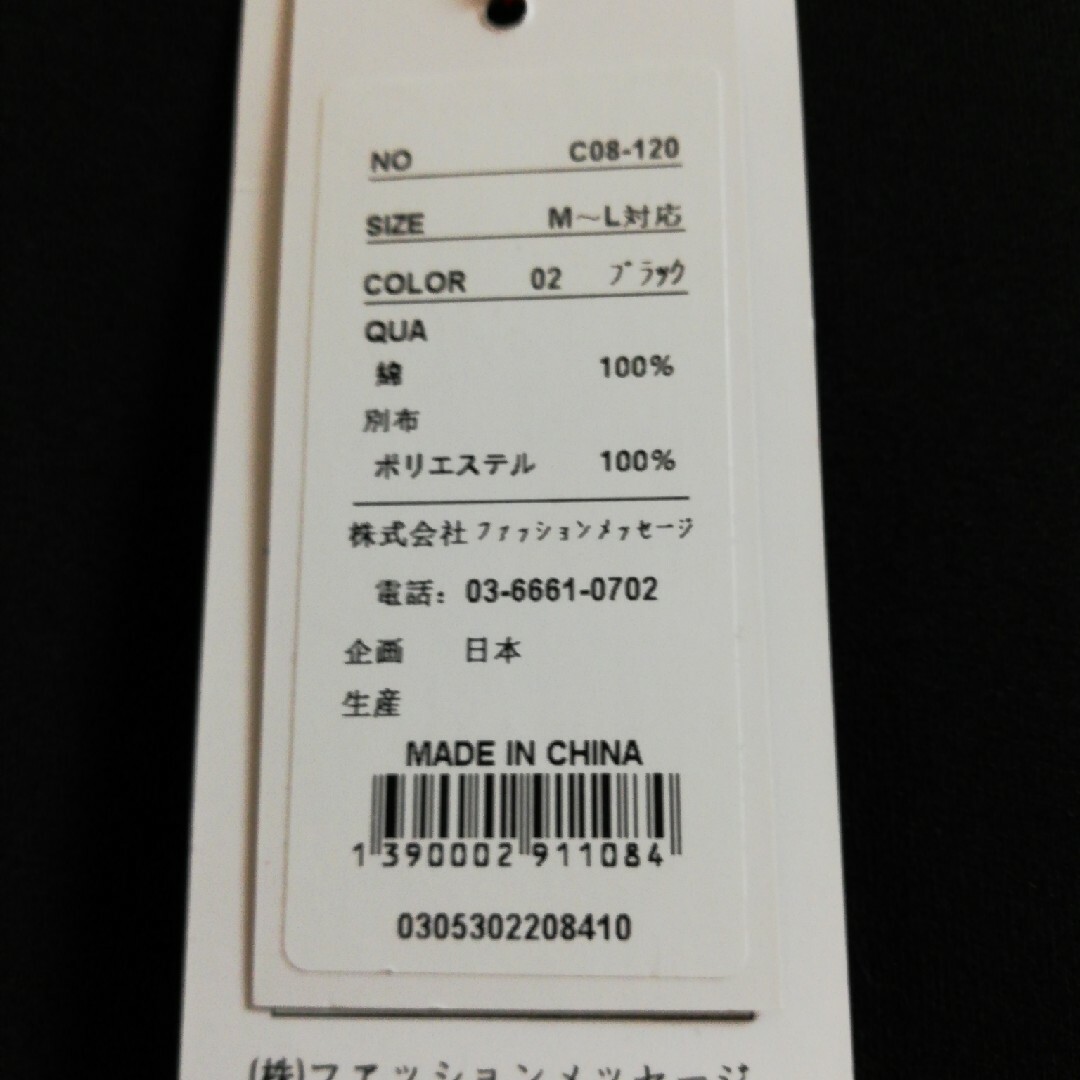 NO C08-120
SIZE M～L対応
COLOR 02 ブラック
QUA
綿 100%
別布
ポリエステル 100%
株式会社ファッションメッセージ
電話：03-6661-0702
企画 日本
生産
MADE IN CHINA
1390002911084
0305302208410
(株)ファッションメッセージ